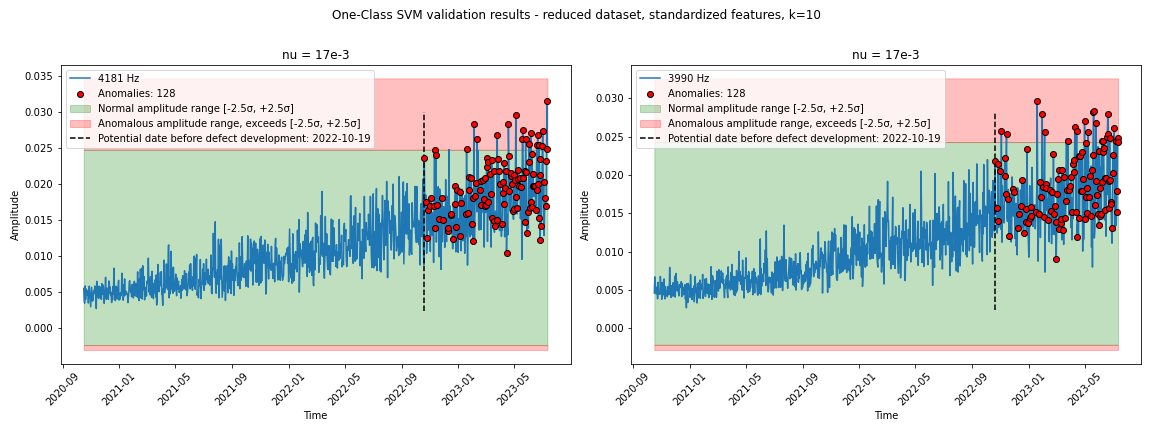 One-Class SVM validation results - reduced dataset, standardized features, k=10
nu = 17e-3
4181 Hz
Anomalies: 128
Normal amplitude range [-2.5σ, +2.5σ]
Anomalous amplitude range, exceeds [-2.5σ, +2.5σ]
Potential date before defect development: 2022-10-19
0.035
0.030
0.025
0.020
0.015
0.010
0.005
0.000
Amplitude
2020-09
2021-01
2021-05
2021-09
2022-01
2022-05
2022-09
2023-01
2023-05
Time
nu = 17e-3
3990 Hz
Anomalies: 128
Normal amplitude range [-2.5σ, +2.5σ]
Anomalous amplitude range, exceeds [-2.5σ, +2.5σ]
Potential date before defect development: 2022-10-19
0.030
0.025
0.020
0.015
0.010
0.005
0.000
Amplitude
2020-09
2021-01
2021-05
2021-09
2022-01
2022-05
2022-09
2023-01
2023-05
Time